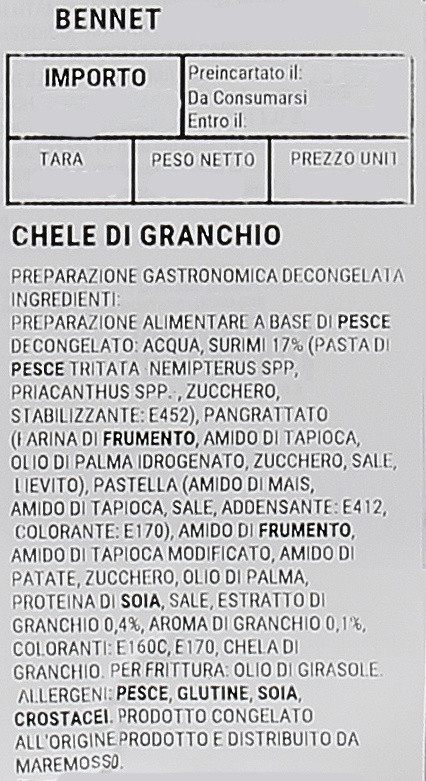 BENNET
IMPORTO
Preincartato il:
Da Consumarsi
Entro il:
TARA
PESO NETTO
PREZZO UNIT
CHELE DI GRANCHIO
PREPARAZIONE GASTRONOMICA DECONGELATA
INGREDIENTI:
PREPARAZIONE ALIMENTARE A BASE DI PESCE
DECONGELATO: ACQUA, SURIMI 17% (PASTA DI
PESCE TRITATA NEMIPTERUS SPP,
PRIACANTHUS SPP., ZUCCHERO,
STABILIZZANTE: E452), PANGRATTATO
(FARINA DI FRUMENTO, AMIDO DI TAPIOCA,
OLIO DI PALMA IDROGENATO, ZUCCHERO, SALE,
LIEVITO), PASTELLA (AMIDO DI MAIS,
AMIDO DI TAPIOCA, SALE, ADDENSANTE: E412,
COLORANTE: E170), AMIDO DI FRUMENTO,
AMIDO DI TAPIOCA MODIFICATO, AMIDO DI
PATATE, ZUCCHERO, OLIO DI PALMA,
PROTEINA DI SOIA, SALE, ESTRATTO DI
GRANCHIO 0,4%, AROMA DI GRANCHIO 0,1%,
COLORANTI: E160C, E170, CHELA DI
GRANCHIO. PER FRITTURA: OLIO DI GIRASOLE.
ALLERGENI: PESCE, GLUTINE, SOIA,
CROSTACEI. PRODOTTO CONGELATO
ALL'ORIGINE PRODOTTO E DISTRIBUITO DA
MAREMOSSO.